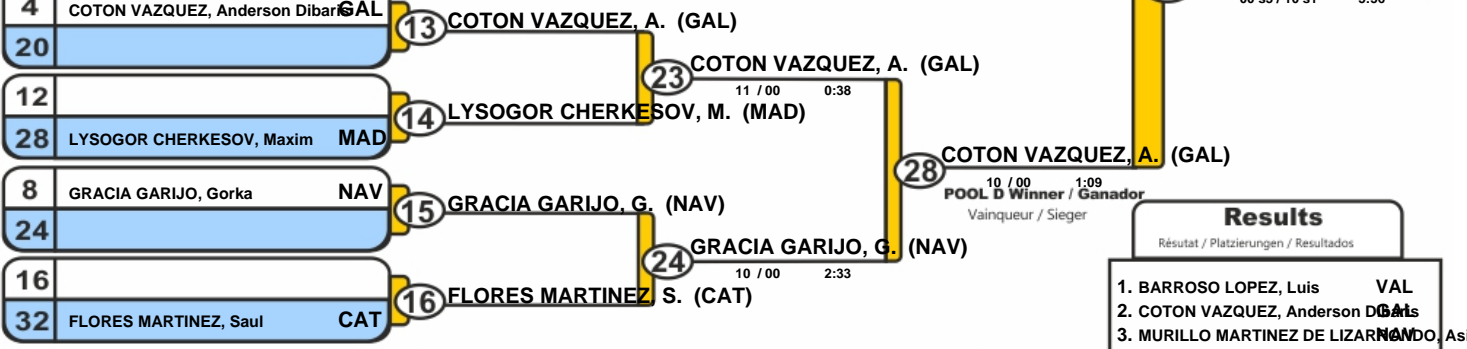 4 COTON VAZQUEZ, Anderson Dibaris GAL
20
13 COTON VAZQUEZ, A. (GAL)
23 COTON VAZQUEZ, A. (GAL)
11 / 00 0:38
12
28 LYSOGOR CHERKESOV, Maxim MAD
14 LYSOGOR CHERKESOV, M. (MAD)
28 COTON VAZQUEZ, A. (GAL)
10 / 00 1:09
POOL D Winner / Ganador
Vainqueur / Sieger
8 GRACIA GARIJO, Gorka NAV
24
15 GRACIA GARIJO, G. (NAV)
24 GRACIA GARIJO, G. (NAV)
10 / 00 2:33
16
32 FLORES MARTINEZ, Saul CAT
16 FLORES MARTINEZ, S. (CAT)
Results
Résutat / Platzierungen / Resultados
1. BARROSO LOPEZ, Luis VAL
2. COTON VAZQUEZ, Anderson Dibaris GAL
3. MURILLO MARTINEZ DE LIZARRONDO, Asi NAV